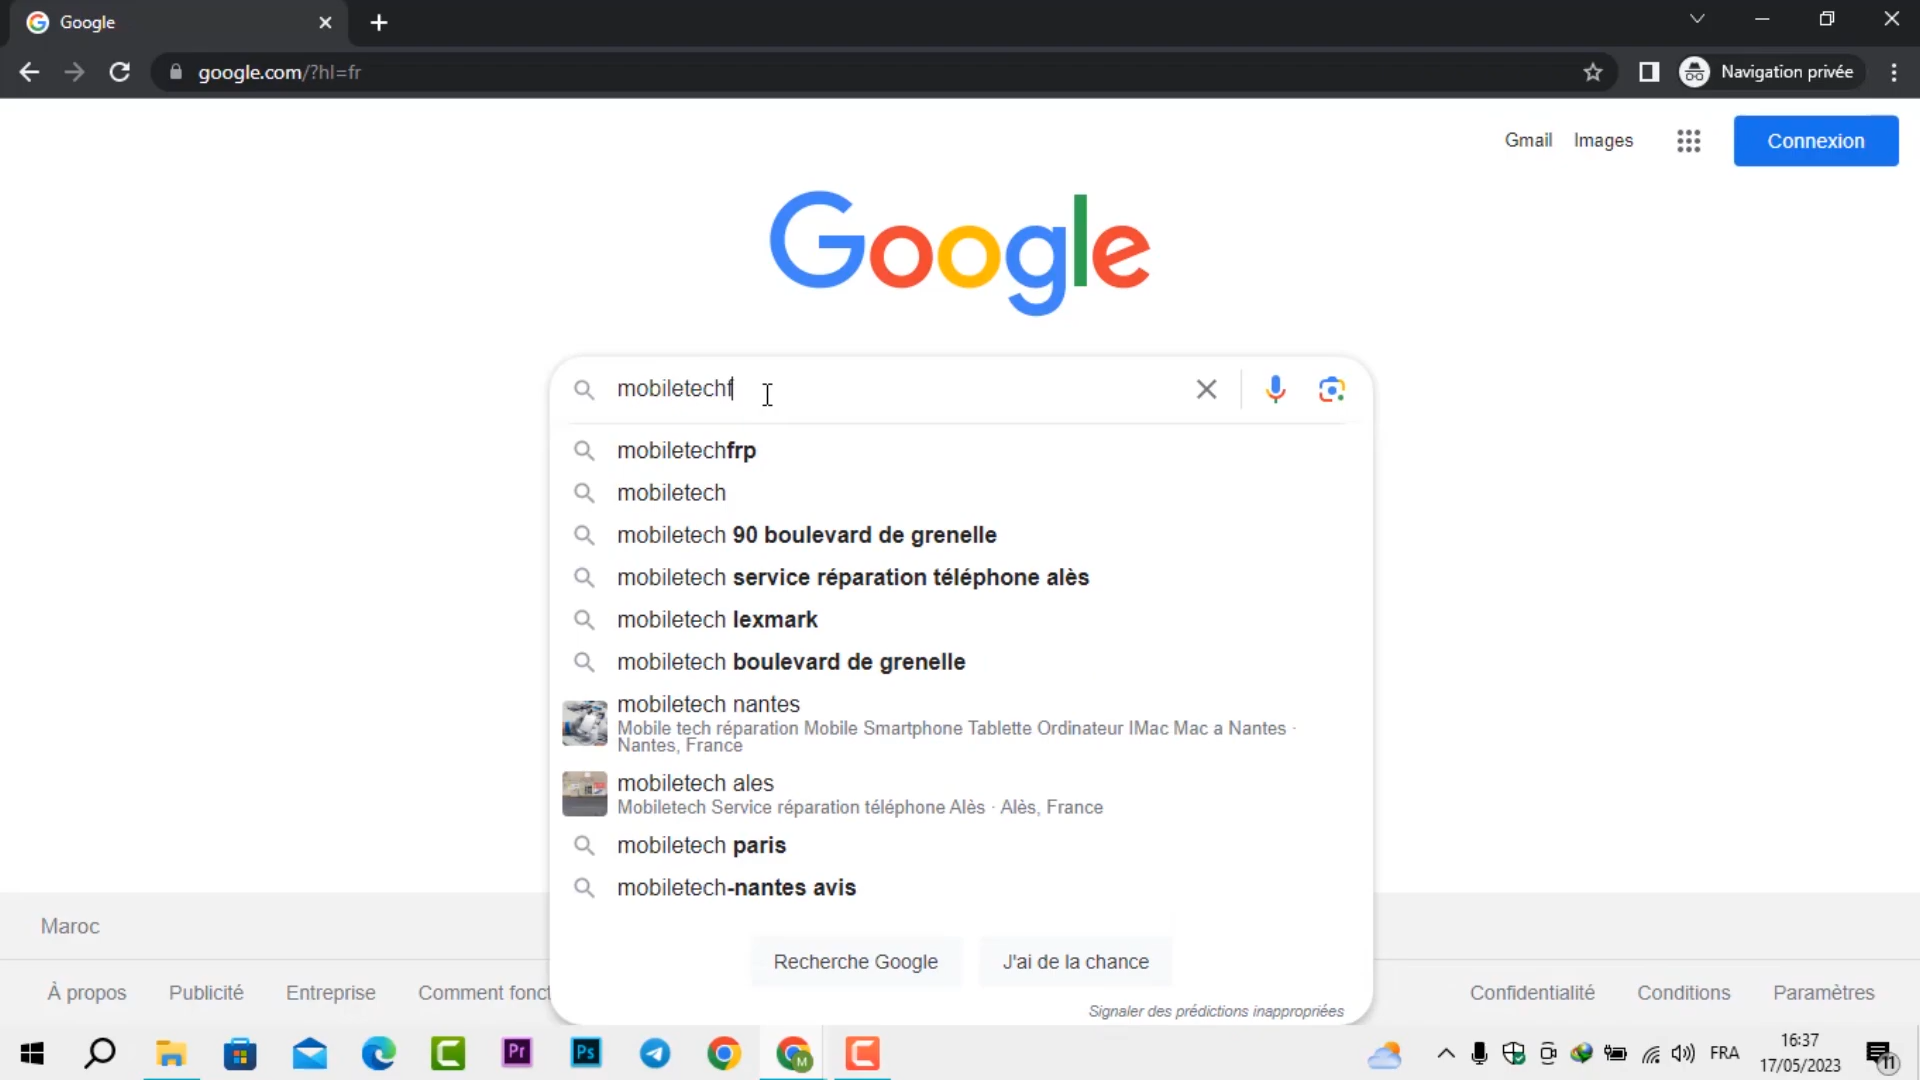 Google
google.com/?hl=fr
Navigation privée
Gmail Images
Connexion
Google
mobiletechf
mobiletechfrp
mobiletech
mobiletech 90 boulevard de grenelle
mobiletech service réparation téléphone alès
mobiletech lexmark
mobiletech boulevard de grenelle
mobiletech nantes
Mobile tech réparation Mobile Smartphone Tablette Ordinateur IMac Mac a Nantes ·
Nantes, France
mobiletech ales
Mobiletech Service réparation téléphone Alès · Alès, France
mobiletech paris
mobiletech-nantes avis
Maroc
Recherche Google
J'ai de la chance
À propos Publicité Entreprise Comment fonct
Confidentialité Conditions Paramètres
Signaler des prédictions inappropriées
Pr
Ps
M
FRA
16:37
17/05/2023
11